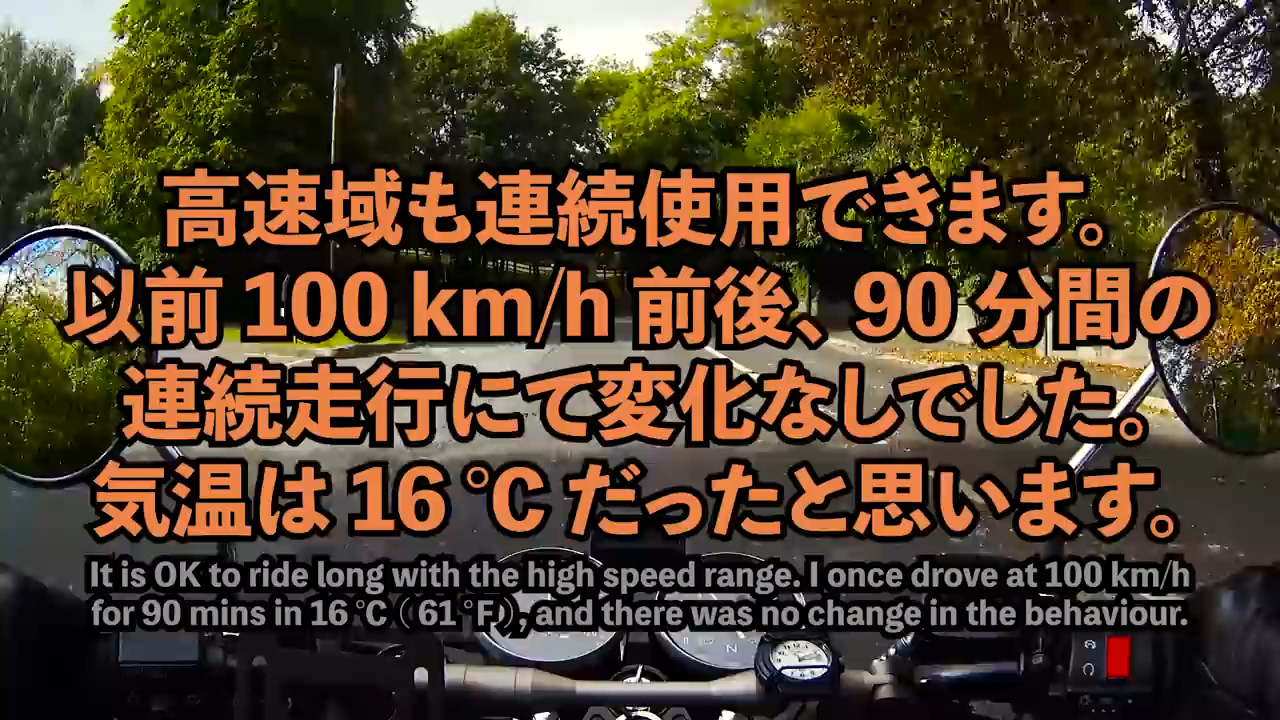 高速域も連続使用できます。
以前 100 km/h 前後、90 分間の
連続走行にて変化なしでした。
気温は 16 ℃ だったと思います。
It is OK to ride long with the high speed range. I once drove at 100 km/h
for 90 mins in 16 ℃ ( 61 ℉), and there was no change in the behaviour.
N